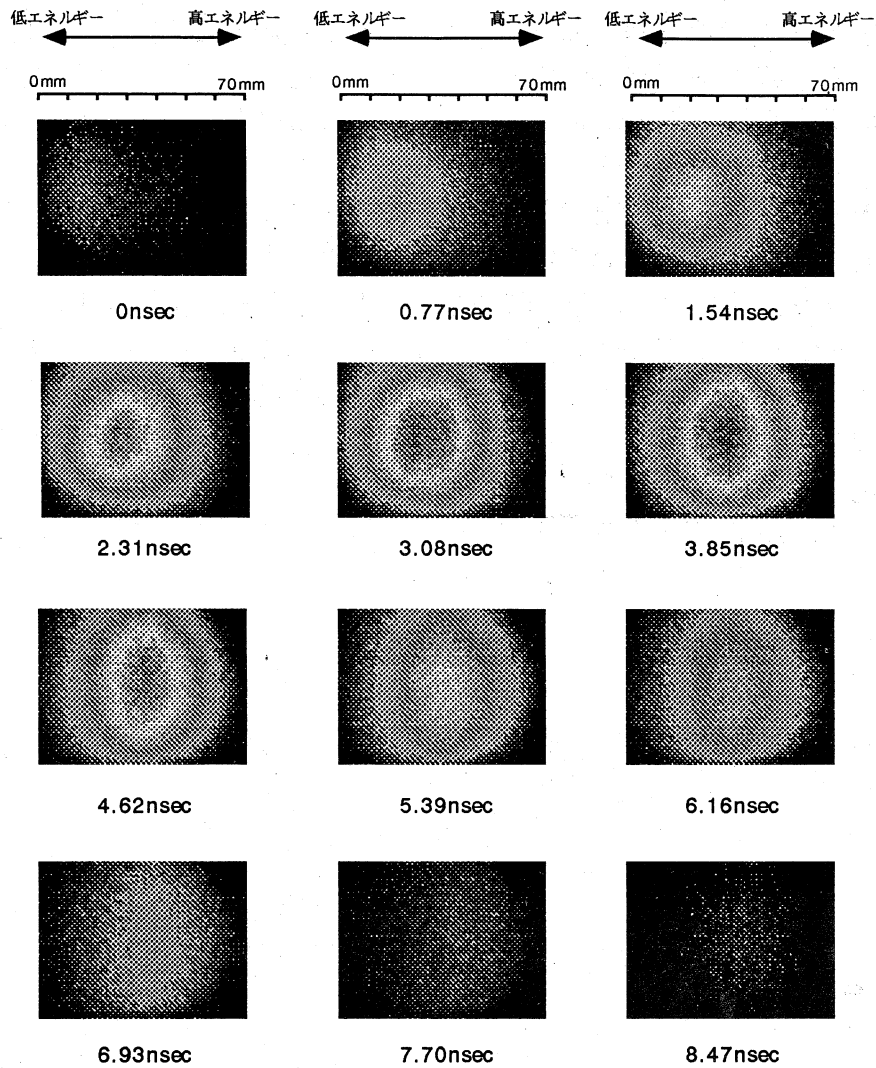 低エネルギー 高エネルギー 低エネルギー 高エネルギー 低エネルギー 高エネルギー
0mm 70mm 0mm 70mm 0mm 70mm
0nsec 0.77nsec 1.54nsec
2.31nsec 3.08nsec 3.85nsec
4.62nsec 5.39nsec 6.16nsec
6.93nsec 7.70nsec 8.47nsec